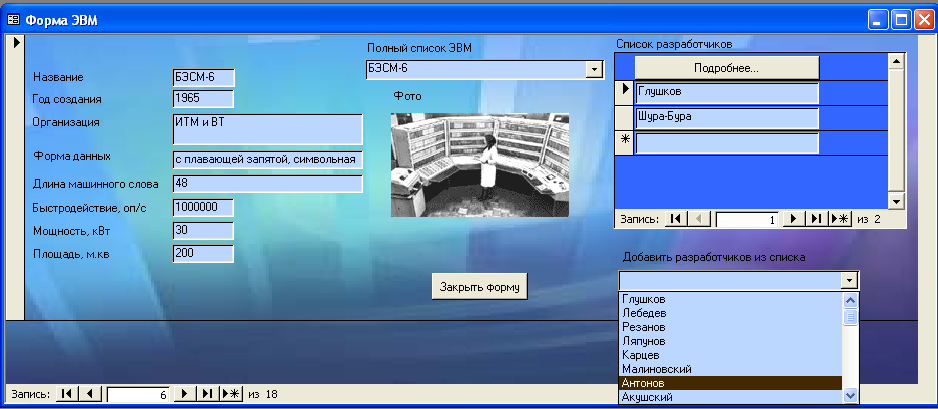 Форма ЭВМ
Полный список ЭВМ
БЭСМ-6
Название БЭСМ-6
Год создания 1965
Организация ИТМ и ВТ
Форма данных с плавающей запятой, символьная
Длина машинного слова 48
Быстродействие, оп/с 1000000
Мощность, кВт 30
Площадь, м.кв 200
Фото
Закрыть форму
Список разработчиков
Подробнее...
Глушков
Шура-Бура
Запись: 1 из 2
Добавить разработчиков из списка
Глушков
Лебедев
Резанов
Ляпунов
Карцев
Малиновский
Антонов
Акушский
Запись: 6 из 18